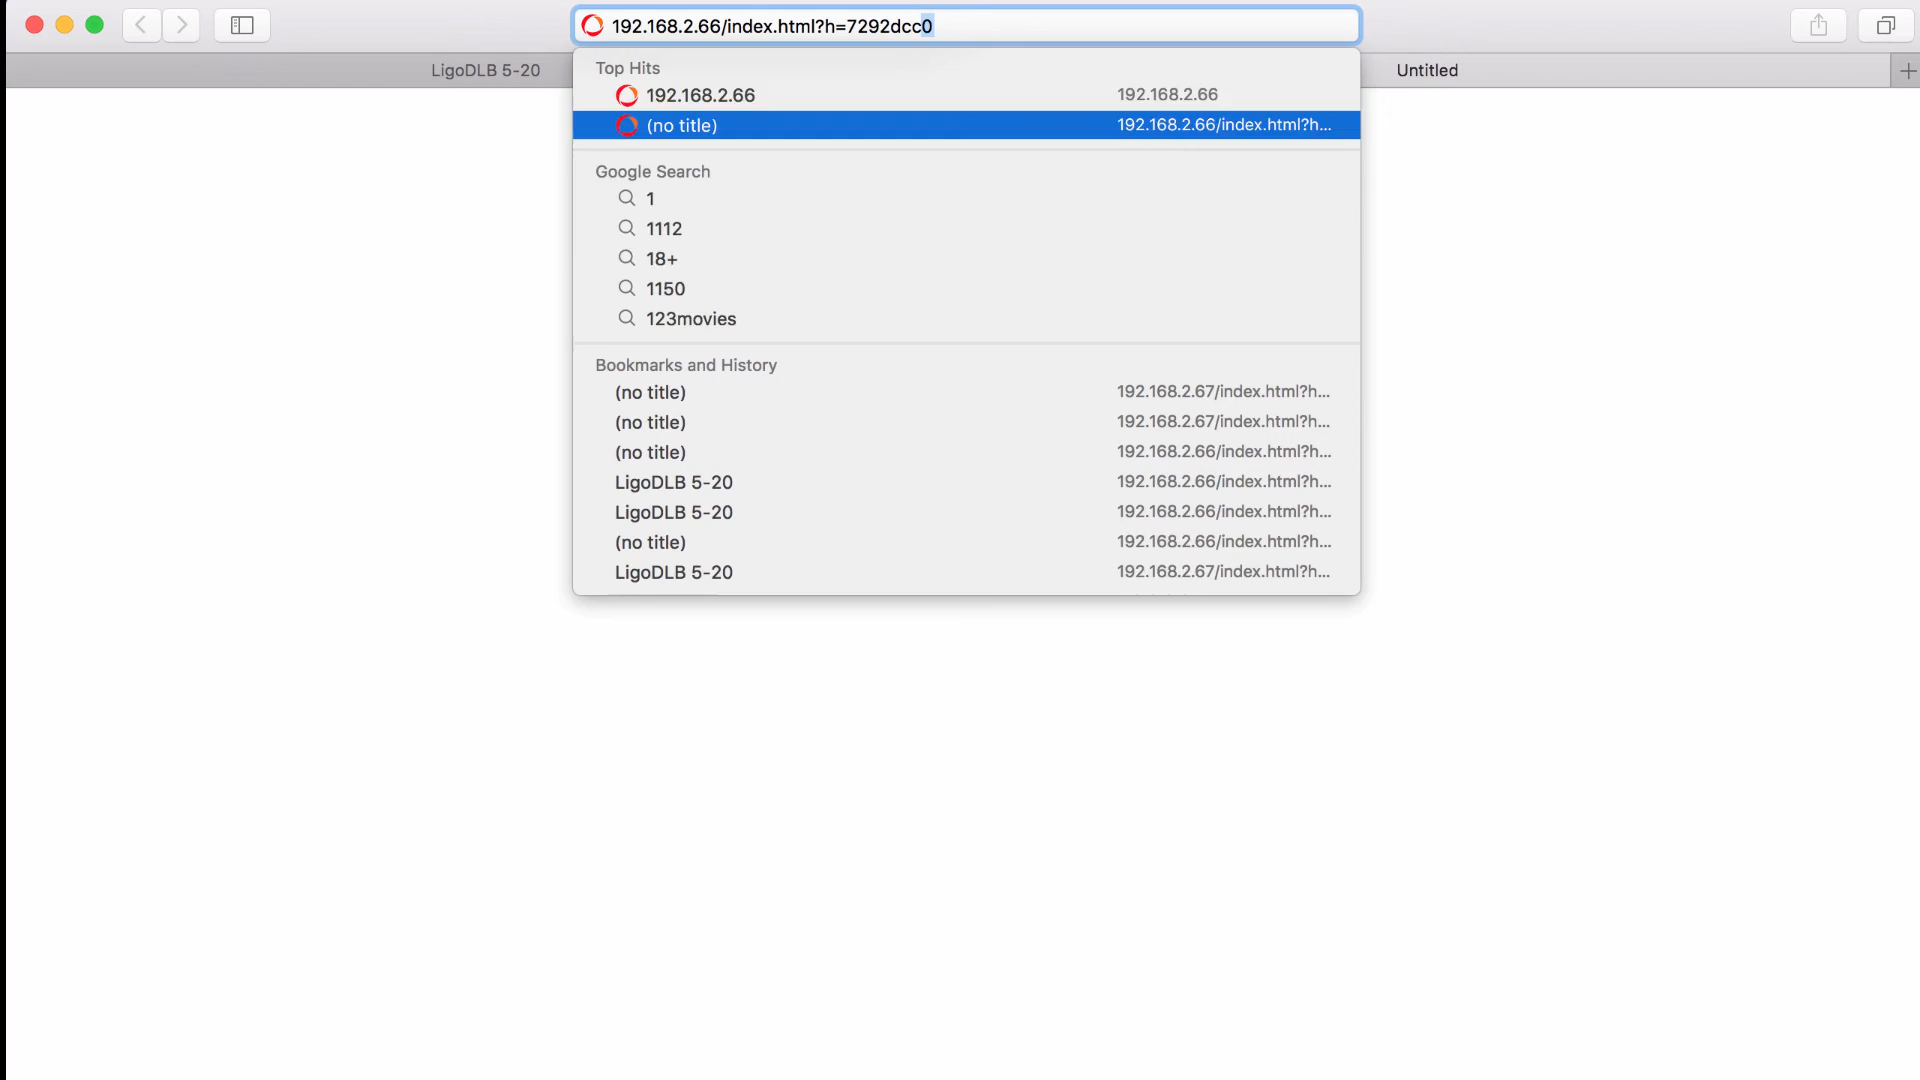 192.168.2.66/index.html?h=7292dcc0
LigoDLB 5-20
Untitled
Top Hits
192.168.2.66 192.168.2.66
(no title) 192.168.2.66/index.html?h...
Google Search
1
1112
18+
1150
123movies
Bookmarks and History
(no title) 192.168.2.67/index.html?h...
(no title) 192.168.2.67/index.html?h...
(no title) 192.168.2.66/index.html?h...
LigoDLB 5-20 192.168.2.66/index.html?h...
LigoDLB 5-20 192.168.2.66/index.html?h...
(no title) 192.168.2.66/index.html?h...
LigoDLB 5-20 192.168.2.67/index.html?h...